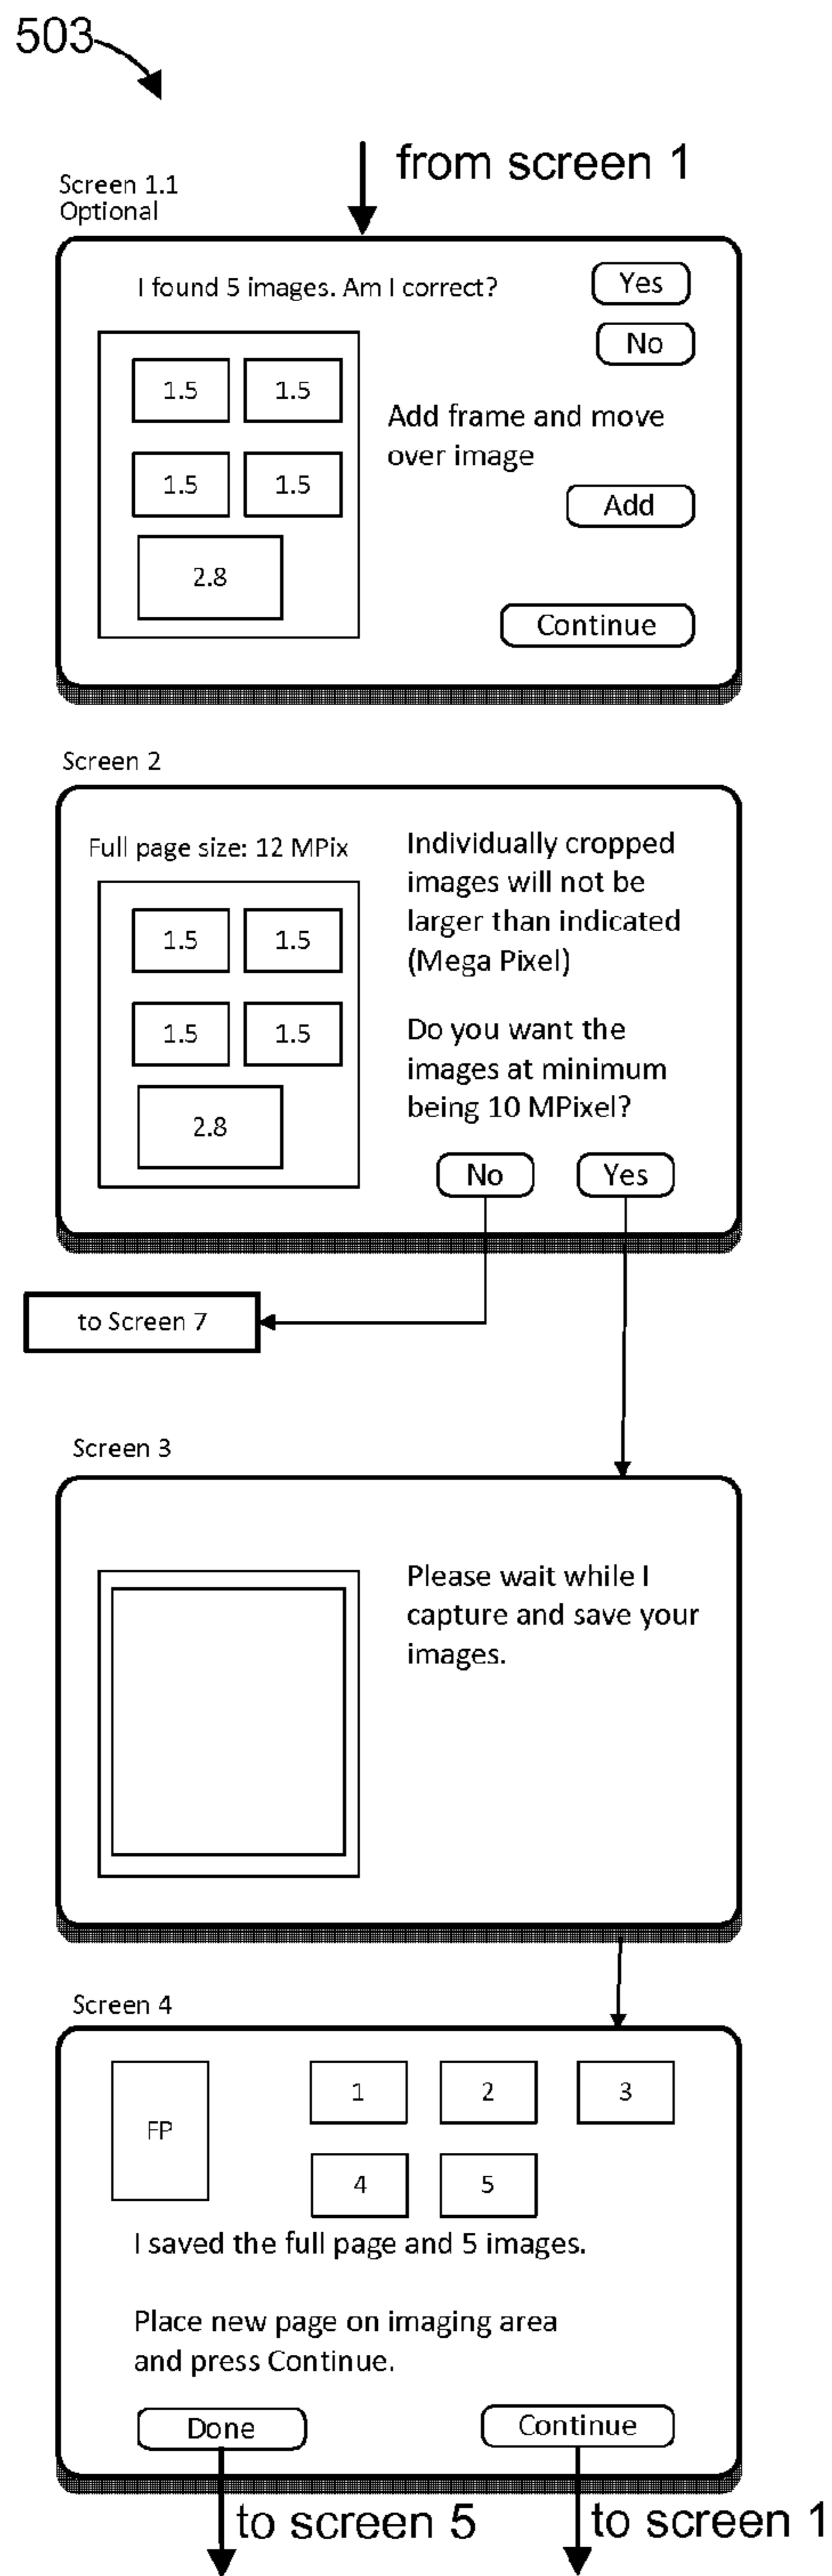 503
from screen 1
Screen 1.1
Optional
I found 5 images. Am I correct?
Yes
No
1.5
1.5
Add frame and move
over image
1.5
1.5
Add
2.8
Continue
Screen 2
Full page size: 12 MPix
Individually cropped
images will not be
larger than indicated
(Mega Pixel)
1.5
1.5
1.5
1.5
Do you want the
images at minimum
being 10 MPixel?
2.8
No
Yes
to Screen 7
Screen 3
Please wait while I
capture and save your
images.
Screen 4
FP
1
2
3
4
5
I saved the full page and 5 images.
Place new page on imaging area
and press Continue.
Done
Continue
to screen 5
to screen 1